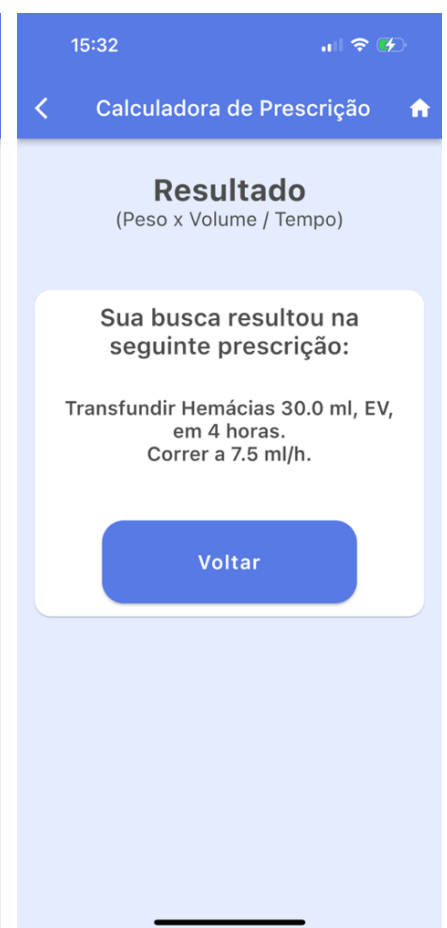 15:32
Calculadora de Prescrição
Resultado
(Peso x Volume / Tempo)
Sua busca resultou na
seguinte prescrição:
Transfundir Hemácias 30.0 ml, EV,
em 4 horas.
Correr a 7.5 ml/h.
Voltar